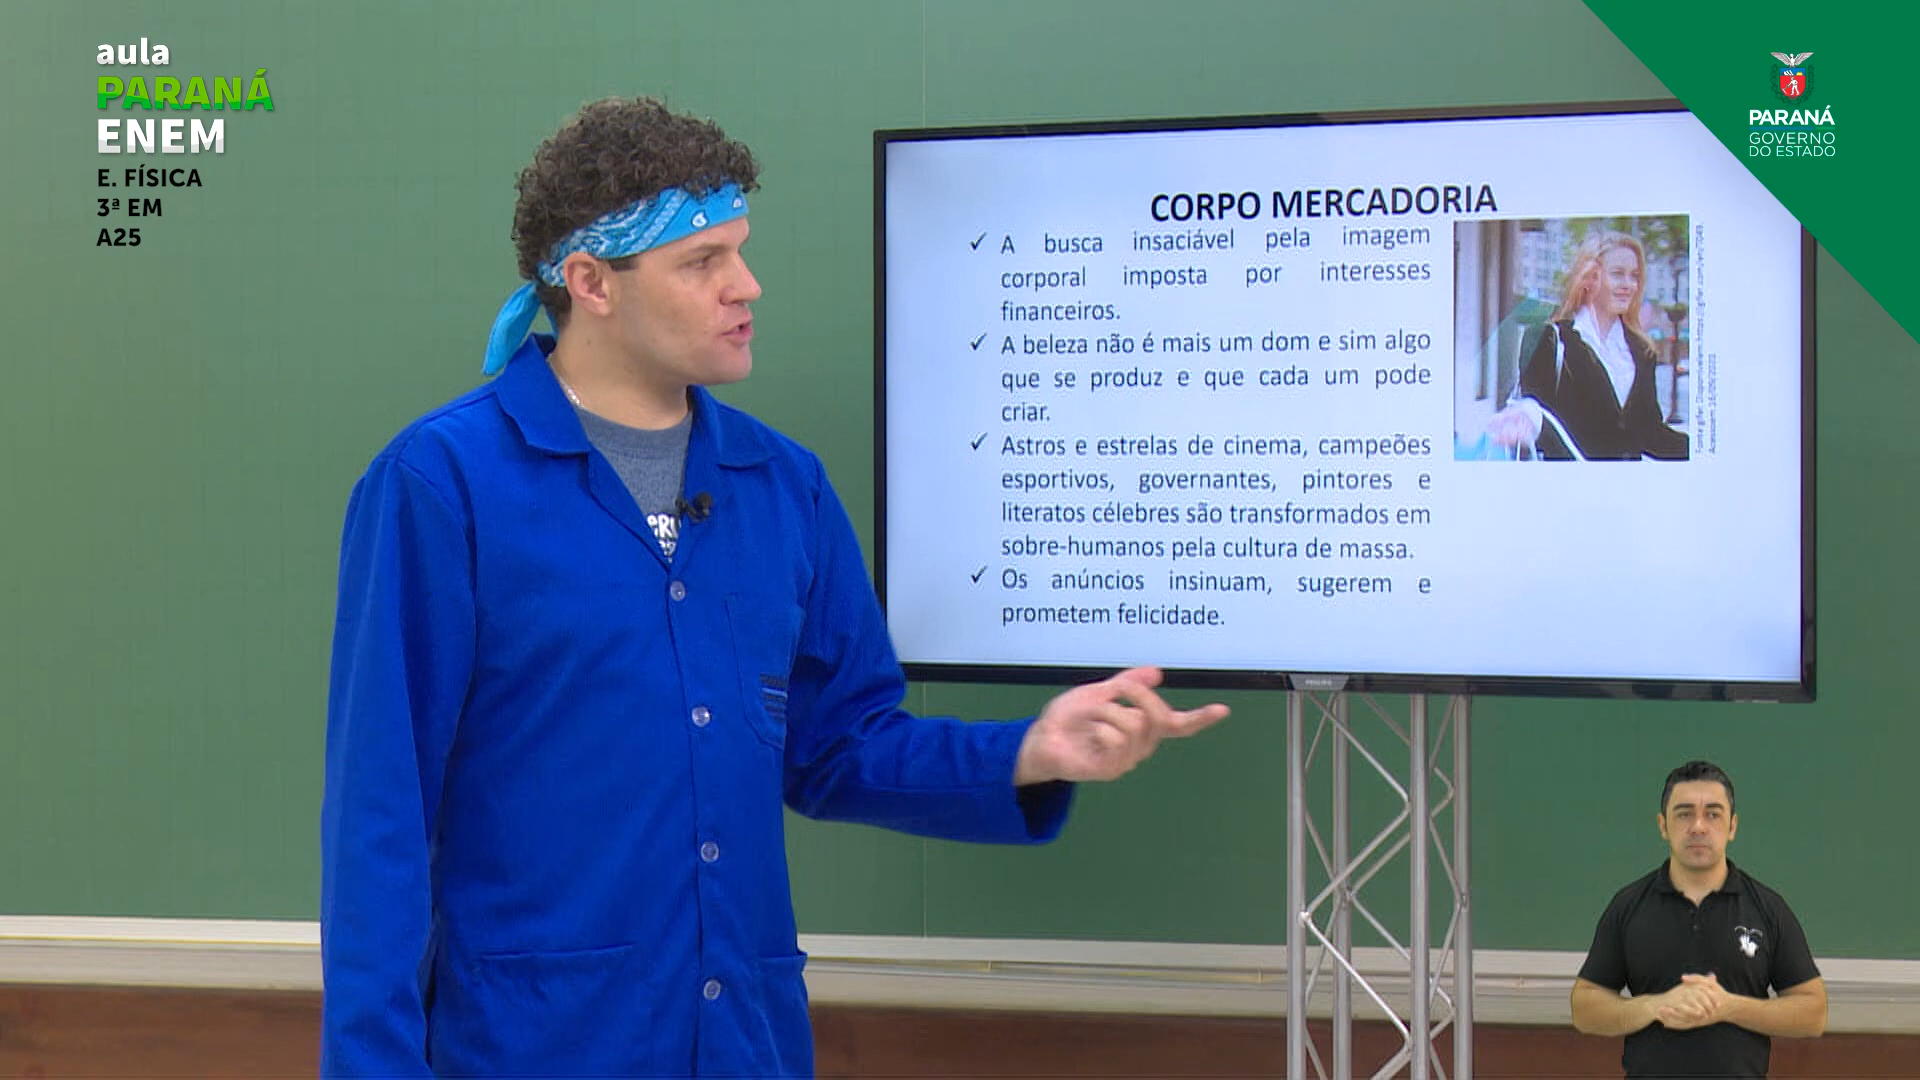 aula
PARANÁ
ENEM
E. FÍSICA
3ª EM
A25
PARANÁ
GOVERNO
DO ESTADO
CORPO MERCADORIA
✓ A busca insaciável pela imagem
corporal imposta por interesses
financeiros.
✓ A beleza não é mais um dom e sim algo
que se produz e que cada um pode
criar.
✓ Astros e estrelas de cinema, campeões
esportivos, governantes, pintores e
literatos célebres são transformados em
sobre-humanos pela cultura de massa.
✓ Os anúncios insinuam, sugerem e
prometem felicidade.
PHILIPS